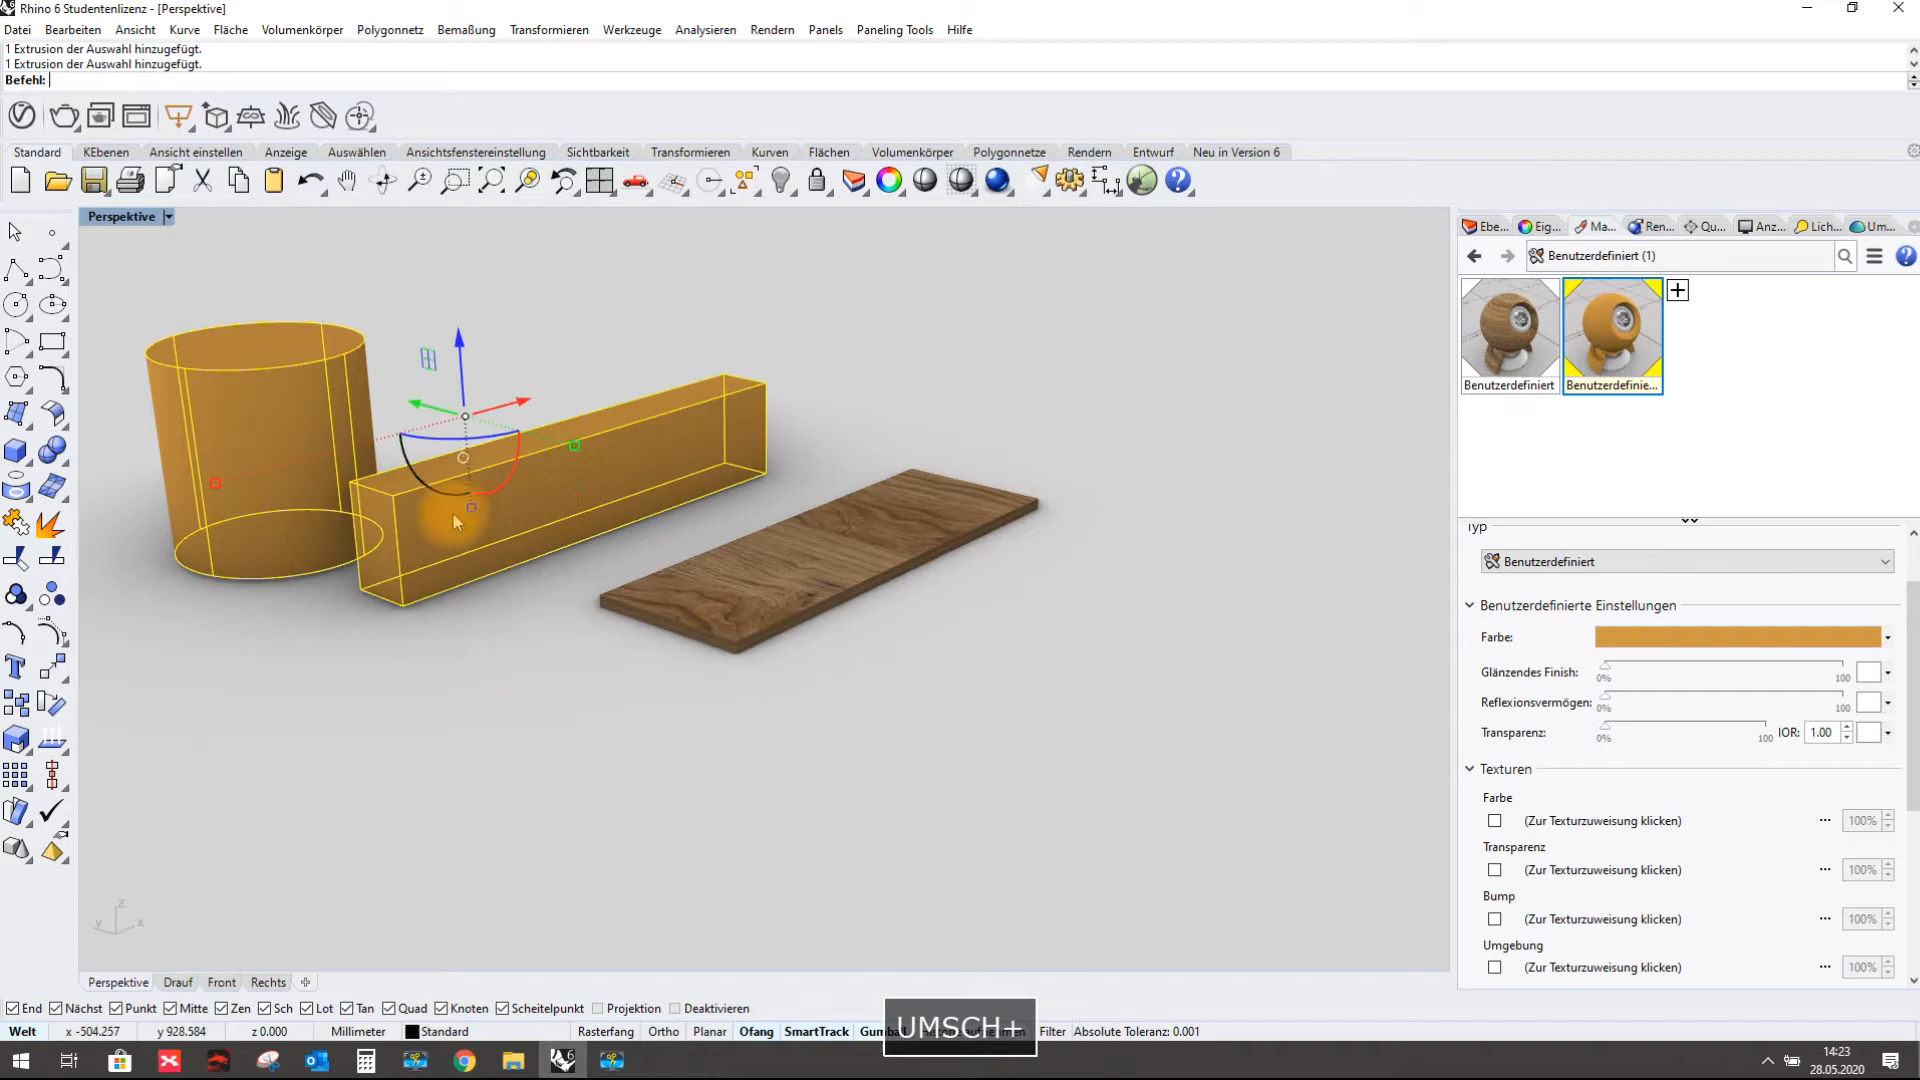 Rhino 6 Studentenlizenz - [Perspektive]
Datei Bearbeiten Ansicht Kurve Fläche Volumenkörper Polygonnetz Bemaßung Transformieren Werkzeuge Analysieren Rendern Panels Paneling Tools Hilfe
1 Extrusion der Auswahl hinzugefügt.
1 Extrusion der Auswahl hinzugefügt.
Befehl:
Standard KEbenen Ansicht einstellen Anzeige Auswählen Ansichtsfenstereinstellung Sichtbarkeit Transformieren Kurven Flächen Volumenkörper Polygonnetze Rendern Entwurf Neu in Version 6
Perspektive
Ebe... Eig... Ma... Ren... Qu... Anz... Lich... Um...
Benutzerdefiniert (1)
Benutzerdefiniert Benutzerdefinie...
Typ
Benutzerdefiniert
Benutzerdefinierte Einstellungen
Farbe:
Glänzendes Finish: 0% 100
Reflexionsvermögen: 0% 100
Transparenz: 0% 100 IOR: 1.00
Texturen
Farbe
(Zur Texturzuweisung klicken) ... 100%
Transparenz
(Zur Texturzuweisung klicken) ... 100%
Bump
(Zur Texturzuweisung klicken) ... 100%
Umgebung
(Zur Texturzuweisung klicken) ... 100%
z
y x
Perspektive Drauf Front Rechts
End Nächst Punkt Mitte Zen Sch Lot Tan Quad Knoten Scheitelpunkt Projektion Deaktivieren
Welt x -504.257 y 928.584 z 0.000 Millimeter Standard Rasterfang Ortho Planar Ofang SmartTrack Filter Absolute Toleranz: 0.001
UMSCH+
14:23
28.05.2020